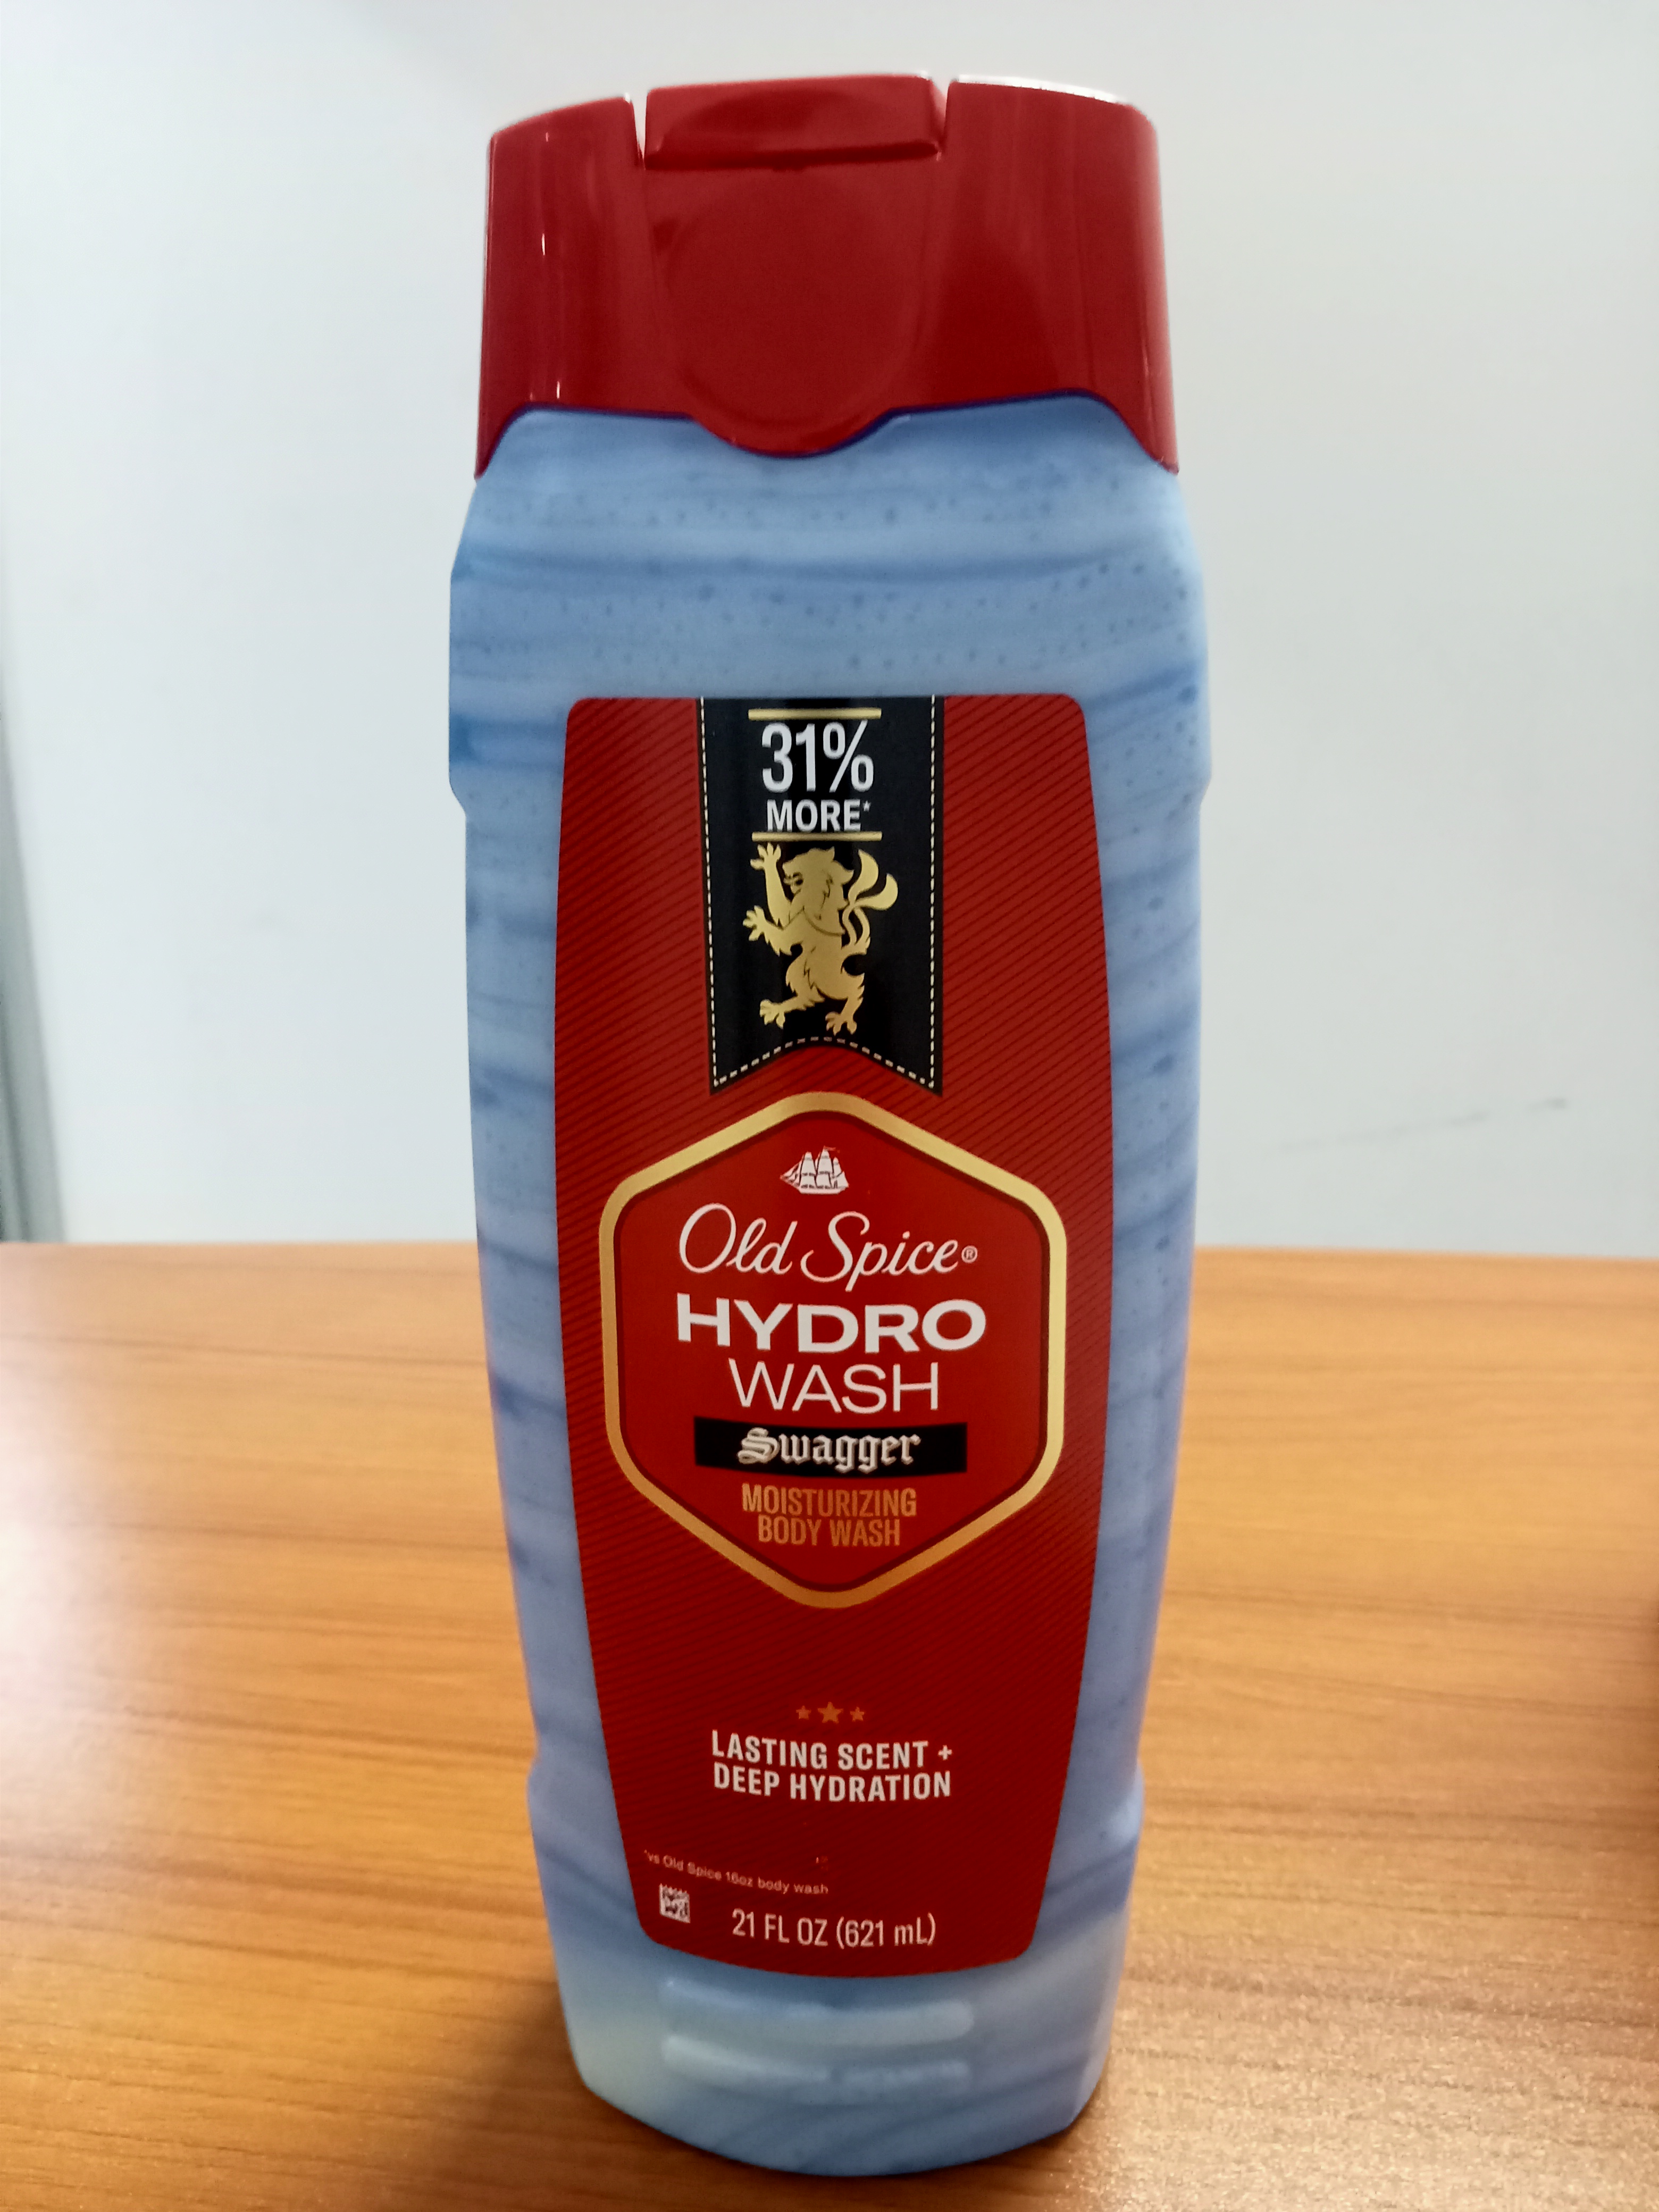 31%
MORE*
Old Spice®
HYDRO
WASH
Swagger
MOISTURIZING
BODY WASH
LASTING SCENT +
DEEP HYDRATION
*vs Old Spice 16oz body wash
21 FL OZ (621 mL)